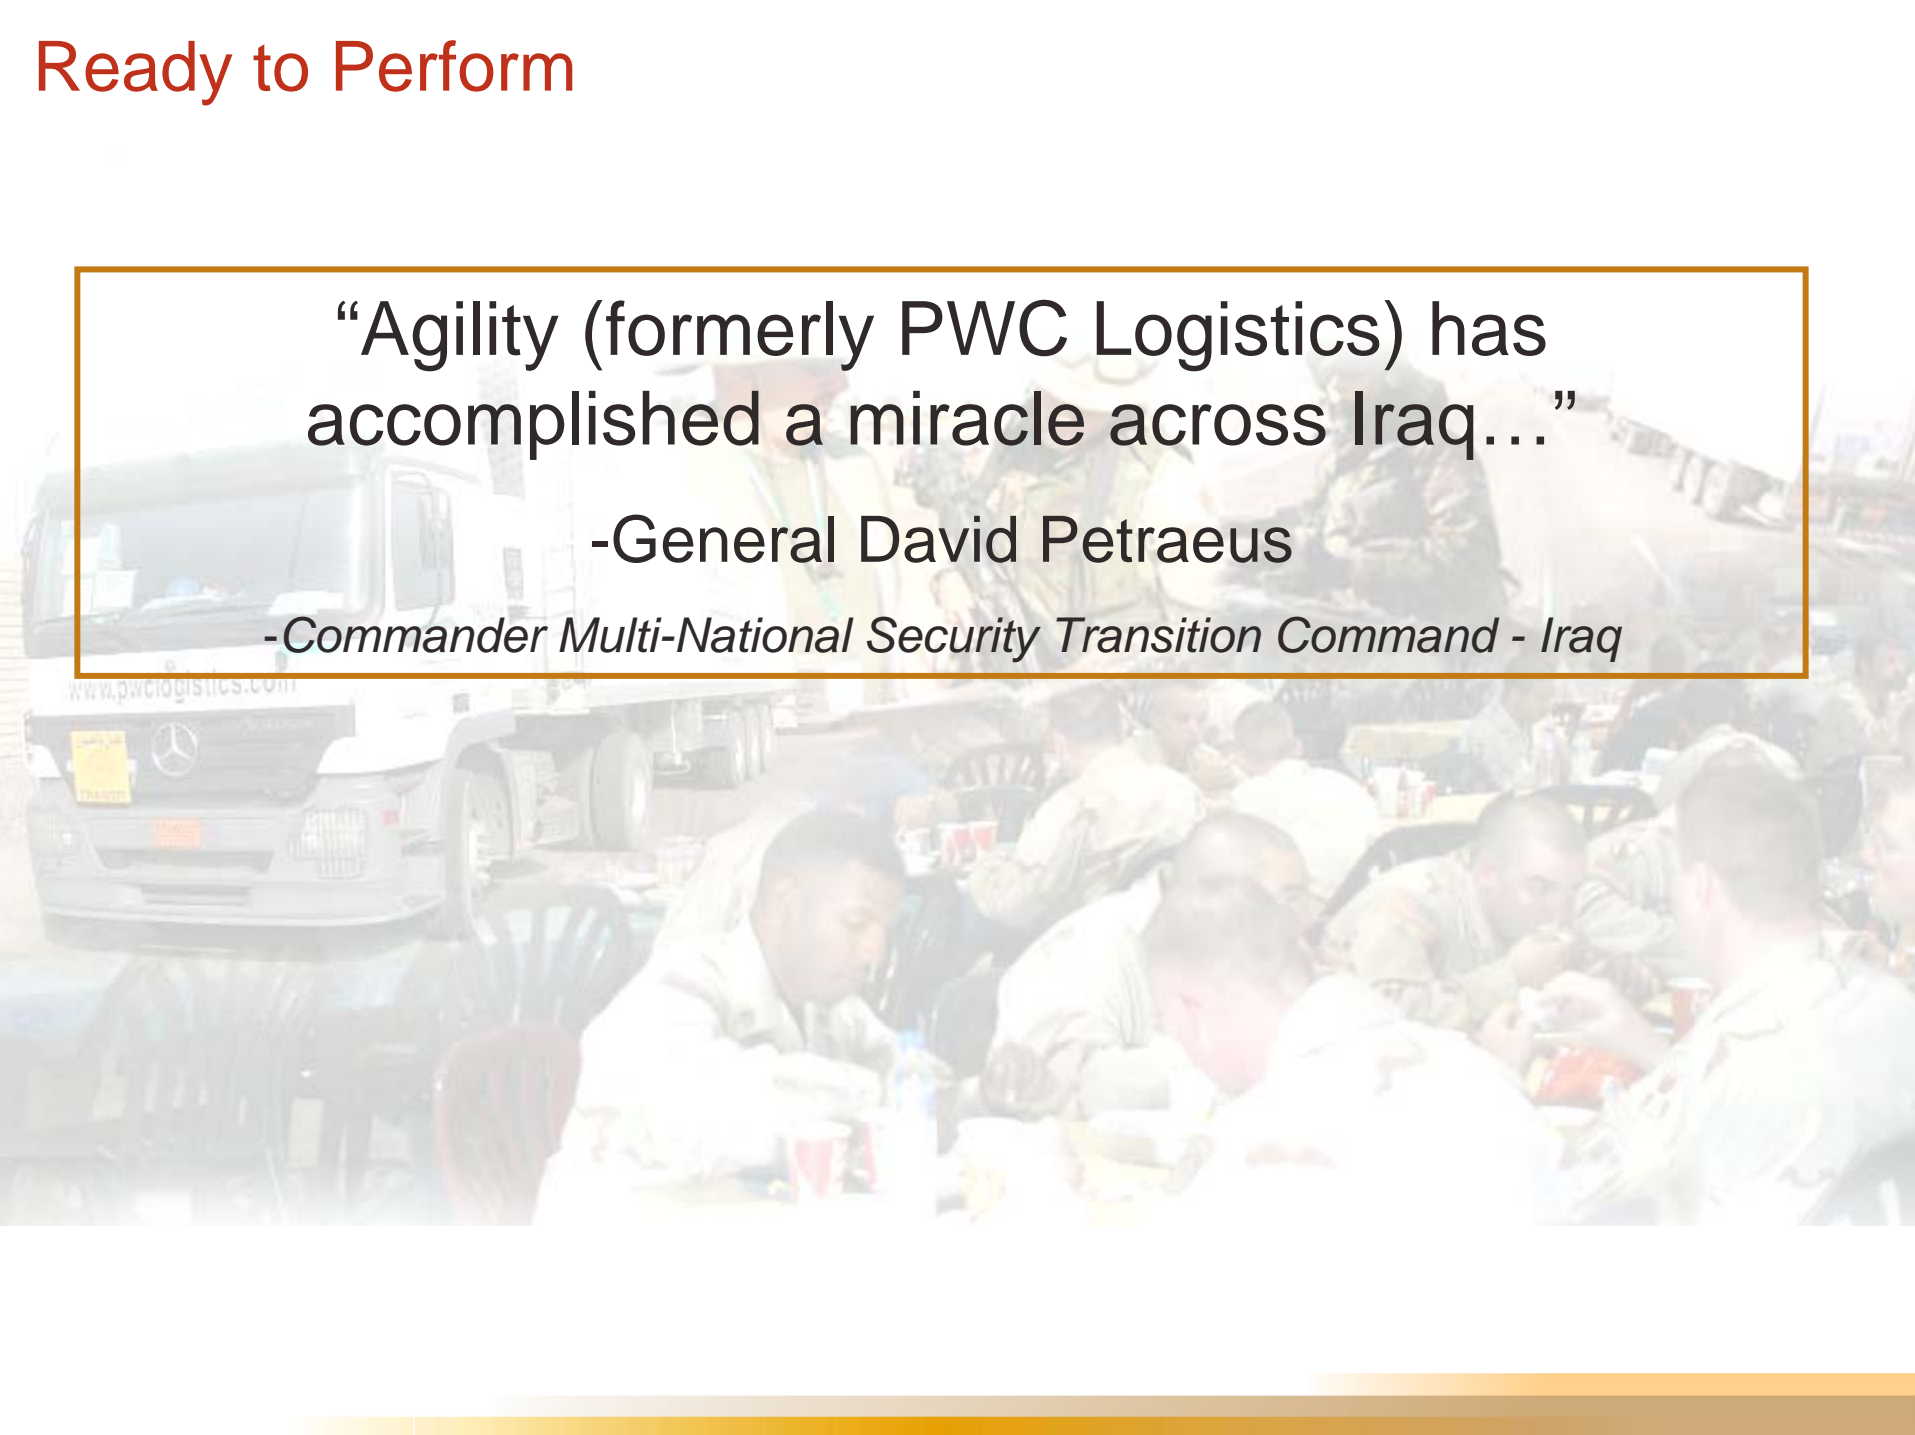 Ready to Perform
“Agility (formerly PWC Logistics) has
accomplished a miracle across Iraq…”
-General David Petraeus
-Commander Multi-National Security Transition Command - Iraq
www.pwclogistics.com